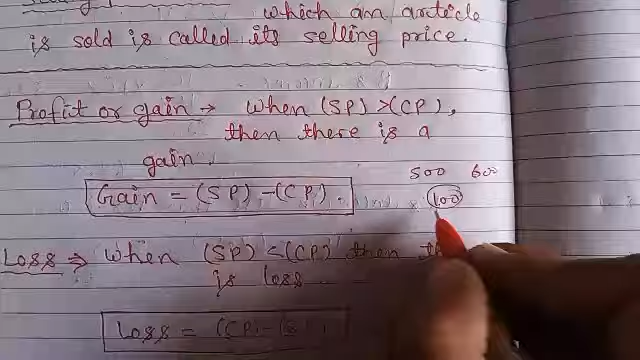 which an article
is sold is called its selling price.
Profit or gain → When (SP) >(CP),
then there is a
gain.
500 600
Gain = (SP) -(CP).
100
Loss ⇒ When (SP) <(CP) then
is loss
Loss = (CP)-(SP)